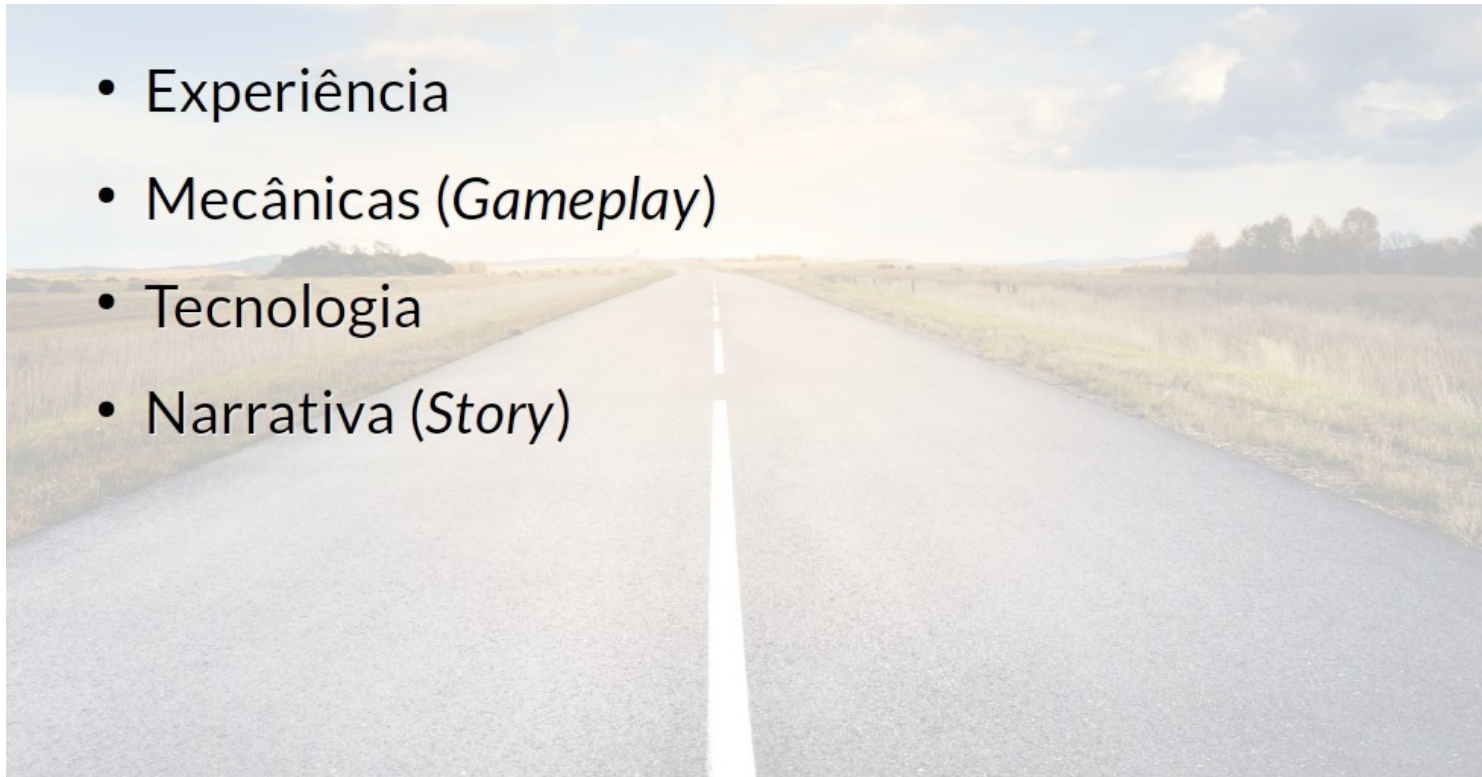 • Experiência
• Mecânicas (Gameplay)
• Tecnologia
• Narrativa (Story)